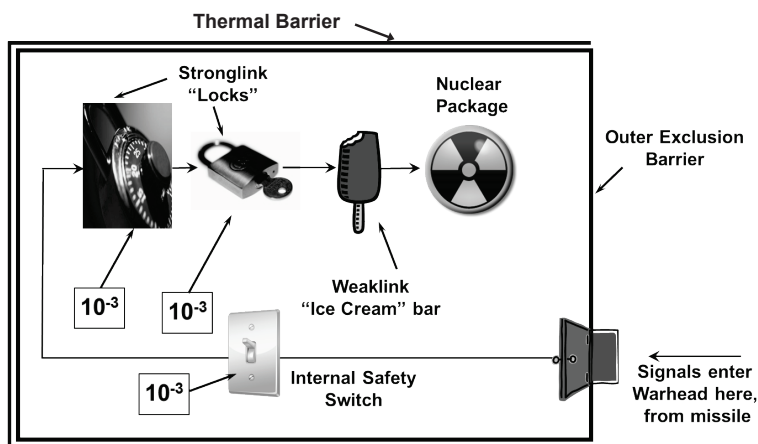 Thermal Barrier
Stronglink
“Locks”
Nuclear
Package
Outer Exclusion
Barrier
Weaklink
“Ice Cream” bar
10⁻³
10⁻³
10⁻³
Internal Safety
Switch
Signals enter
Warhead here,
from missile